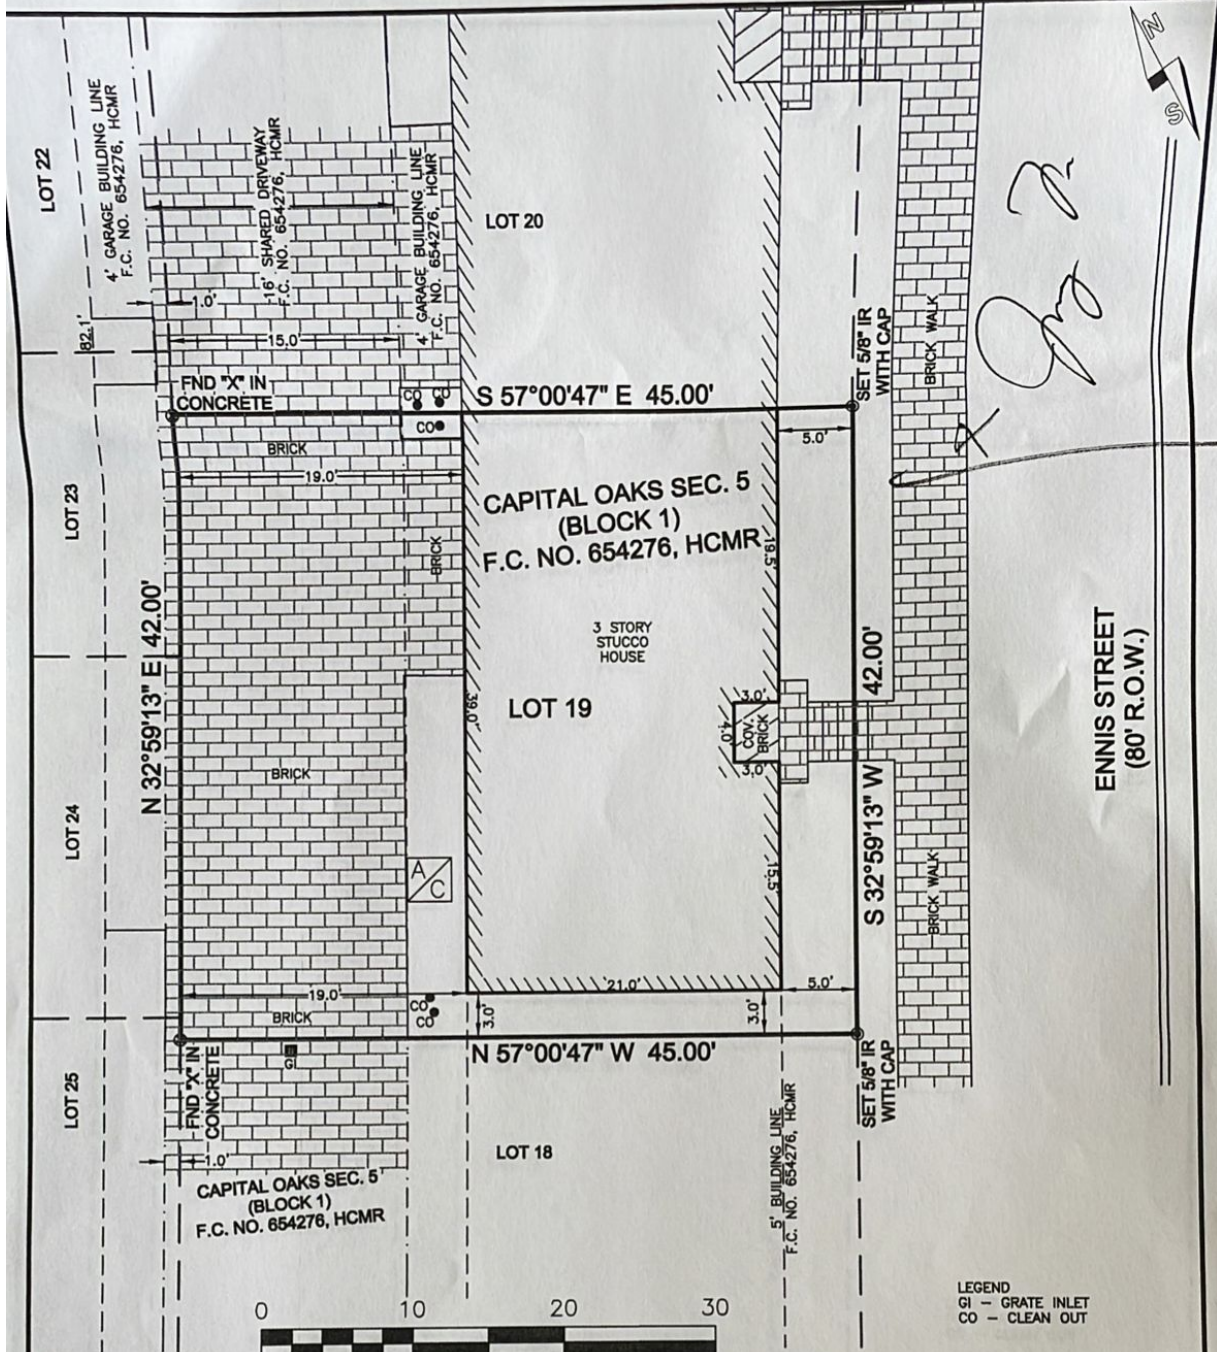 N
S
LOT 22
4' GARAGE BUILDING LINE
F.C. NO. 654276, HCMR
16' SHARED DRIVEWAY
F.C. NO. 654276, HCMR
4' GARAGE BUILDING LINE
F.C. NO. 654276, HCMR
LOT 20
1.0'
15.0'
82.1'
FND "X" IN
CONCRETE
CO
CO
S 57°00'47" E 45.00'
SET 5/8" IR
WITH CAP
BRICK WALK
BRICK
19.0'
5.0'
LOT 23
CAPITAL OAKS SEC. 5
(BLOCK 1)
F.C. NO. 654276, HCMR
19.5'
BRICK
N 32°59'13" E 42.00'
3 STORY
STUCCO
HOUSE
LOT 19
39.0'
3.0'
4.0'
COV.
BRICK
3.0'
S 32°59'13" W 42.00'
ENNIS STREET
(80' R.O.W.)
BRICK
LOT 24
A/C
15.5'
BRICK WALK
19.0'
21.0'
5.0'
BRICK
CO
CO
3.0'
3.0'
N 57°00'47" W 45.00'
GI
FND "X" IN
CONCRETE
SET 5/8" IR
WITH CAP
LOT 25
1.0'
LOT 18
5' BUILDING LINE
F.C. NO. 654276, HCMR
CAPITAL OAKS SEC. 5
(BLOCK 1)
F.C. NO. 654276, HCMR
0 10 20 30
LEGEND
GI – GRATE INLET
CO – CLEAN OUT